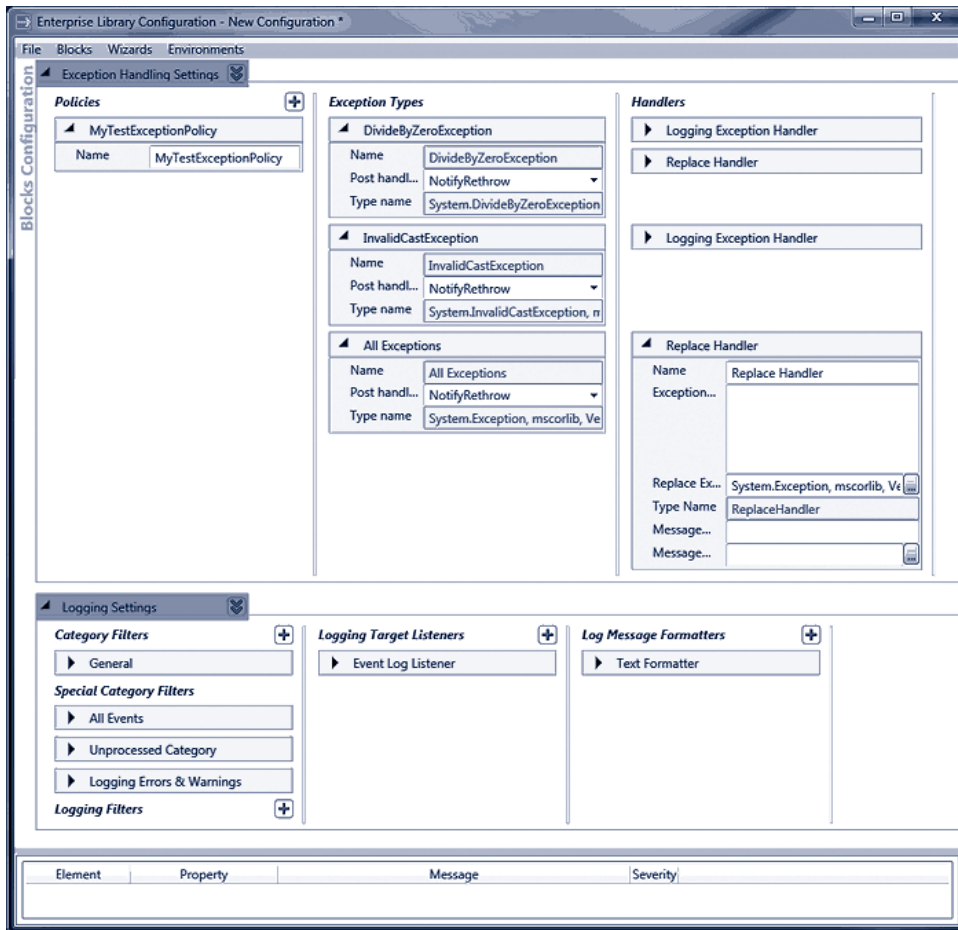 Enterprise Library Configuration - New Configuration *
File Blocks Wizards Environments
Blocks Configuration
Exception Handling Settings
Policies
MyTestExceptionPolicy
Name MyTestExceptionPolicy
Exception Types
DivideByZeroException
Name DivideByZeroException
Post handl... NotifyRethrow
Type name System.DivideByZeroException
InvalidCastException
Name InvalidCastException
Post handl... NotifyRethrow
Type name System.InvalidCastException, m
All Exceptions
Name All Exceptions
Post handl... NotifyRethrow
Type name System.Exception, mscorlib, Ve
Handlers
Logging Exception Handler
Replace Handler
Logging Exception Handler
Replace Handler
Name Replace Handler
Exception...
Replace Ex... System.Exception, mscorlib, Ve
Type Name ReplaceHandler
Message...
Message...
Logging Settings
Category Filters
General
Special Category Filters
All Events
Unprocessed Category
Logging Errors & Warnings
Logging Filters
Logging Target Listeners
Event Log Listener
Log Message Formatters
Text Formatter
Element Property Message Severity